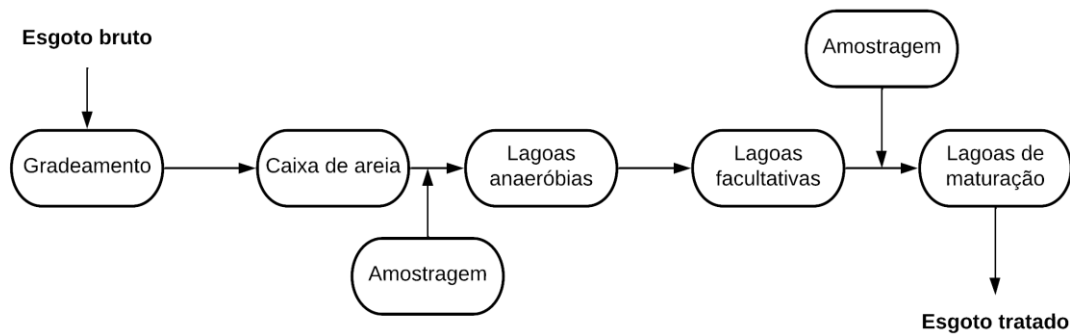 Esgoto bruto
Amostragem
Gradeamento
Caixa de areia
Lagoas
anaeróbias
Lagoas
facultativas
Lagoas de
maturação
Amostragem
Esgoto tratado